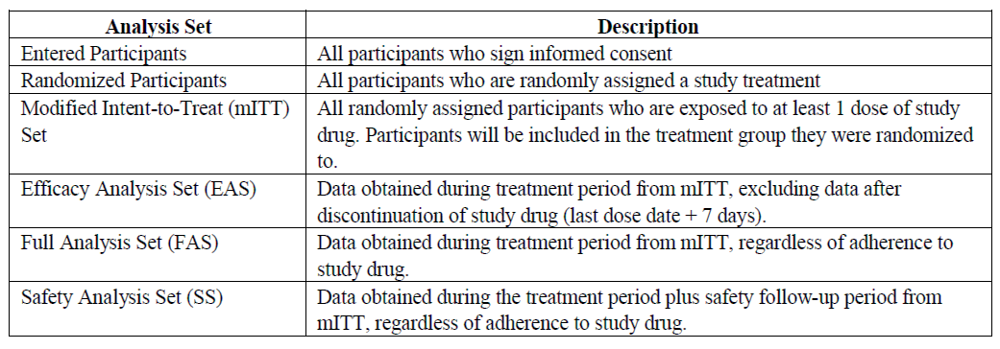 Analysis Set Description
Entered Participants All participants who sign informed consent
Randomized Participants All participants who are randomly assigned a study treatment
Modified Intent-to-Treat (mITT) All randomly assigned participants who are exposed to at least 1 dose of study
Set drug. Participants will be included in the treatment group they were randomized
to.
Efficacy Analysis Set (EAS) Data obtained during treatment period from mITT, excluding data after
discontinuation of study drug (last dose date + 7 days).
Full Analysis Set (FAS) Data obtained during treatment period from mITT, regardless of adherence to
study drug.
Safety Analysis Set (SS) Data obtained during the treatment period plus safety follow-up period from
mITT, regardless of adherence to study drug.